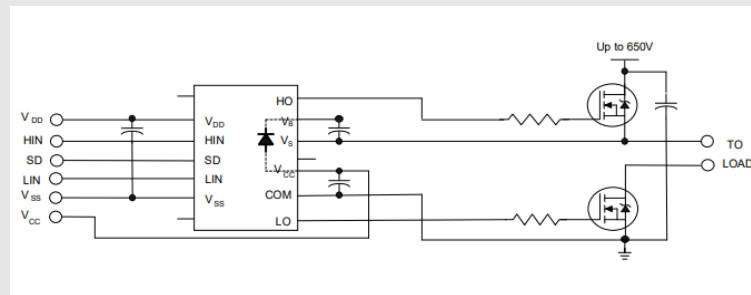 Up to 650V
HO
VDD
VDD
VB
HIN
HIN
VS
TO
SD
SD
LOAD
LIN
LIN
VCC
VSS
VSS
COM
VCC
LO